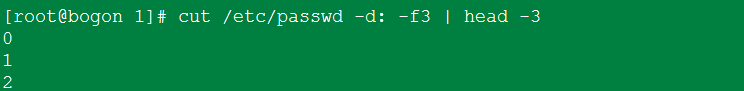 [root@bogon 1]# cut /etc/passwd -d: -f3 | head -3
0
1
2